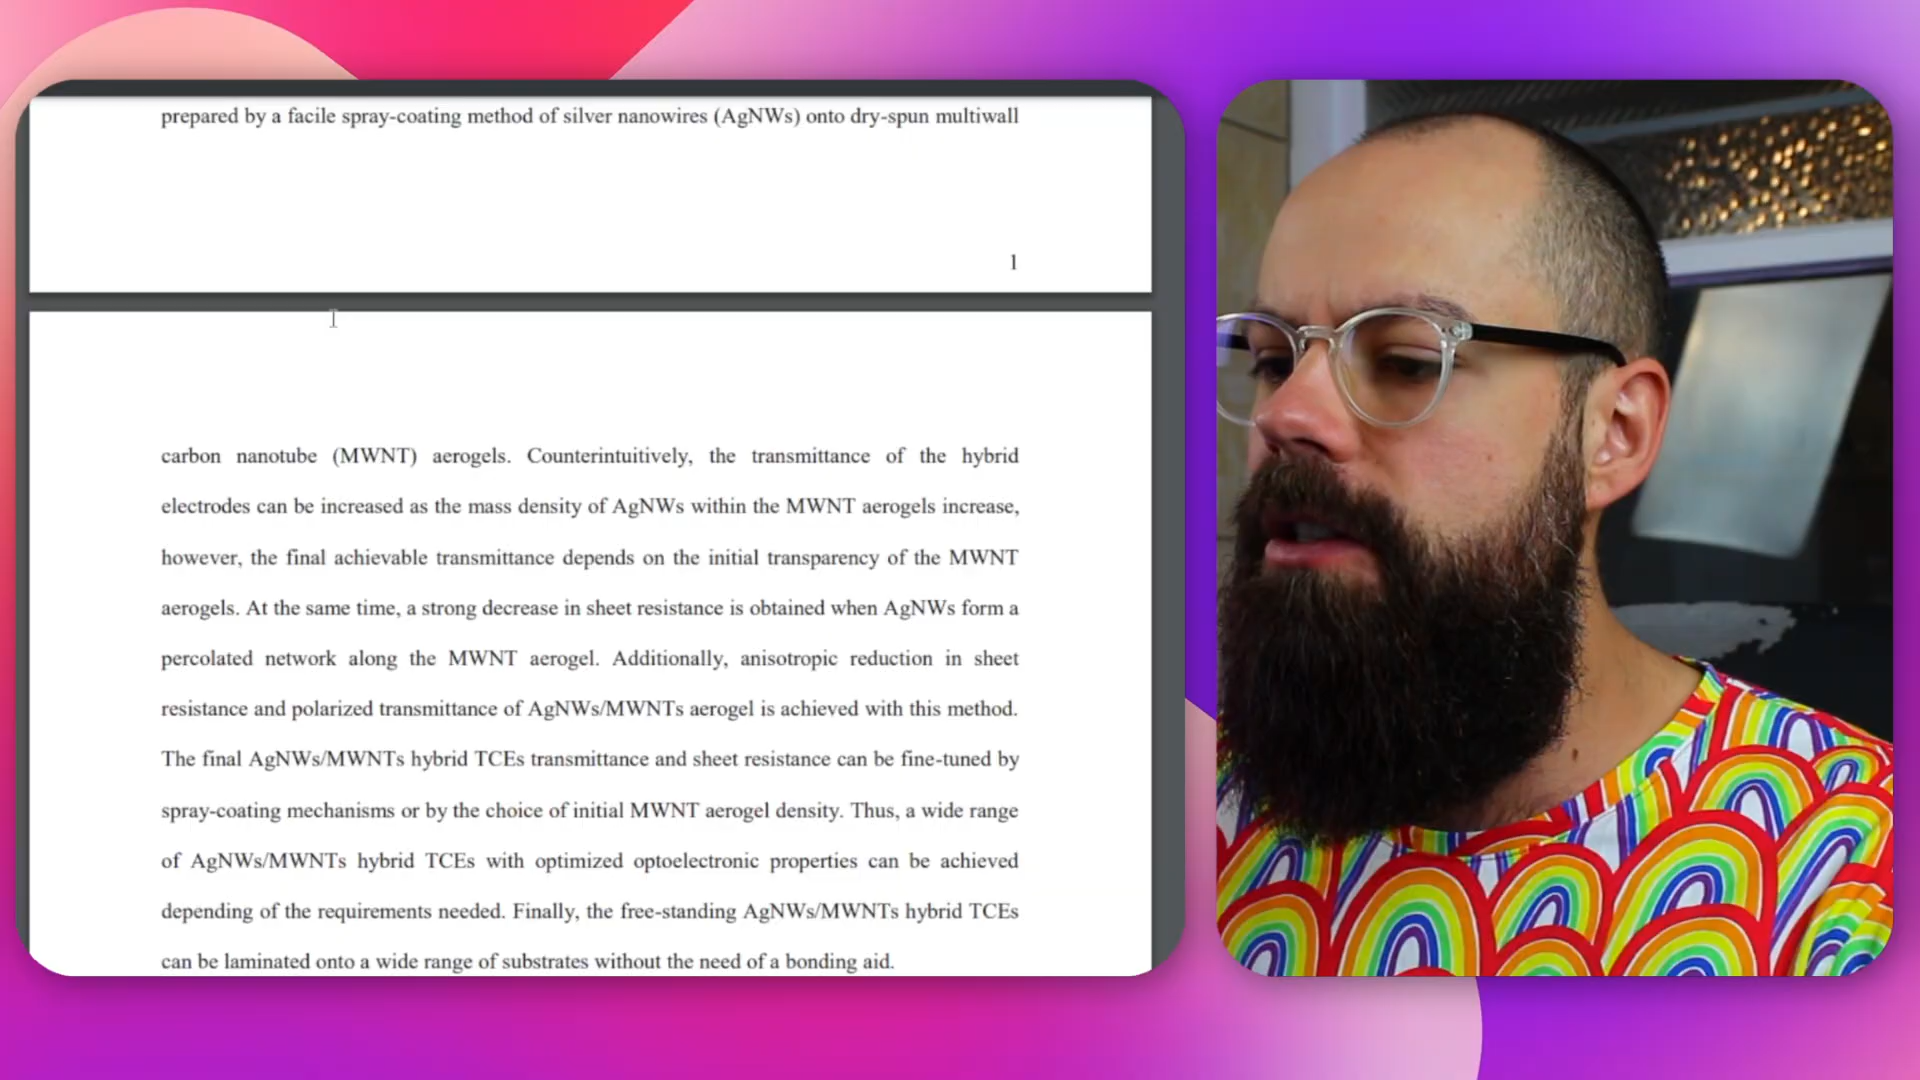 prepared by a facile spray-coating method of silver nanowires (AgNWs) onto dry-spun multiwall
1
carbon nanotube (MWNT) aerogels. Counterintuitively, the transmittance of the hybrid
electrodes can be increased as the mass density of AgNWs within the MWNT aerogels increase,
however, the final achievable transmittance depends on the initial transparency of the MWNT
aerogels. At the same time, a strong decrease in sheet resistance is obtained when AgNWs form a
percolated network along the MWNT aerogel. Additionally, anisotropic reduction in sheet
resistance and polarized transmittance of AgNWs/MWNTs aerogel is achieved with this method.
The final AgNWs/MWNTs hybrid TCEs transmittance and sheet resistance can be fine-tuned by
spray-coating mechanisms or by the choice of initial MWNT aerogel density. Thus, a wide range
of AgNWs/MWNTs hybrid TCEs with optimized optoelectronic properties can be achieved
depending of the requirements needed. Finally, the free-standing AgNWs/MWNTs hybrid TCEs
can be laminated onto a wide range of substrates without the need of a bonding aid.